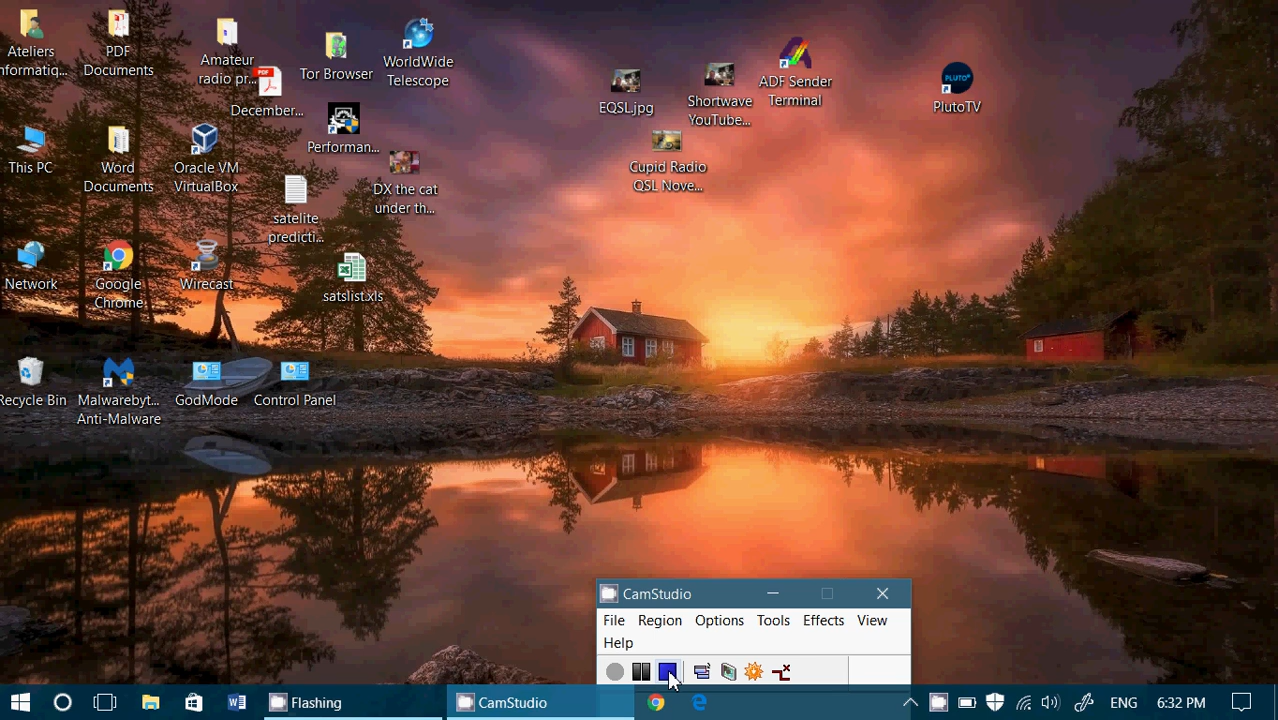 Ateliers
nformatiq...
PDF
Documents
Amateur
radio pr...
PDF
December...
Tor Browser
WorldWide
Telescope
EQSL.jpg
Shortwave
YouTube...
ADF Sender
Terminal
PLUTO
PlutoTV
Performan...
Cupid Radio
QSL Nove...
This PC
Word
Documents
Oracle VM
VirtualBox
DX the cat
under th...
satelite
predicti...
Network
Google
Chrome
Wirecast
satslist.xls
Recycle Bin
Malwarebyt...
Anti-Malware
GodMode
Control Panel
CamStudio
File Region Options Tools Effects View
Help
Flashing
CamStudio
ENG
6:32 PM